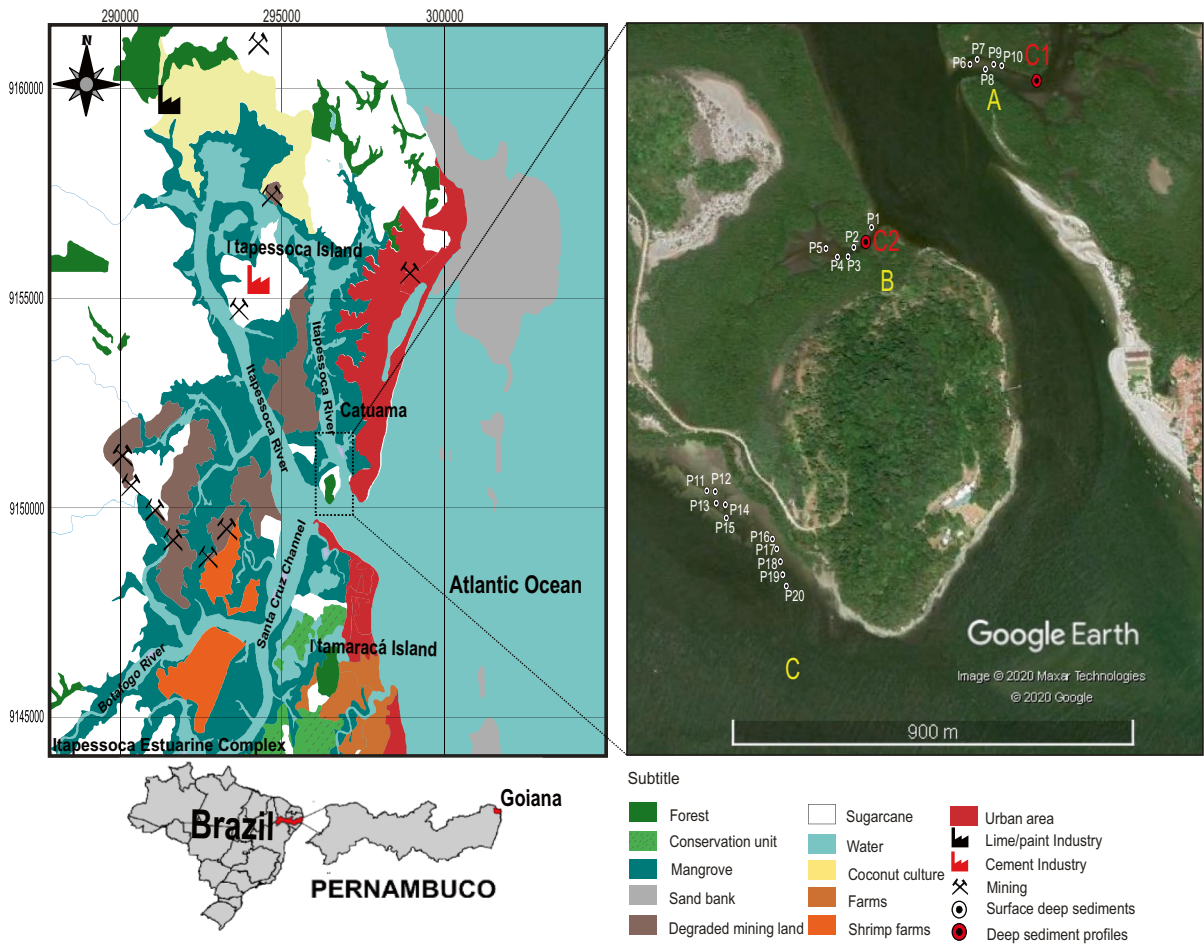 290000
295000
300000
N
9160000
9155000
9150000
9145000
Itapessoca Island
Itapessoca River
Itapessoca River
Catuama
Santa Cruz Channel
Atlantic Ocean
Itamaracá Island
Botafogo River
Itapessoca Estuarine Complex
P7
P9
P10
C1
P6
P8
A
P1
P2
C2
P5
P4
P3
B
P11
P12
P13
P14
P15
P16
P17
P18
P19
P20
C
Google Earth
Image © 2020 Maxar Technologies
© 2020 Google
900 m
Brazil
Goiana
PERNAMBUCO
Subtitle
Forest
Conservation unit
Mangrove
Sand bank
Degraded mining land
Sugarcane
Water
Coconut culture
Farms
Shrimp farms
Urban area
Lime/paint Industry
Cement Industry
Mining
Surface deep sediments
Deep sediment profiles